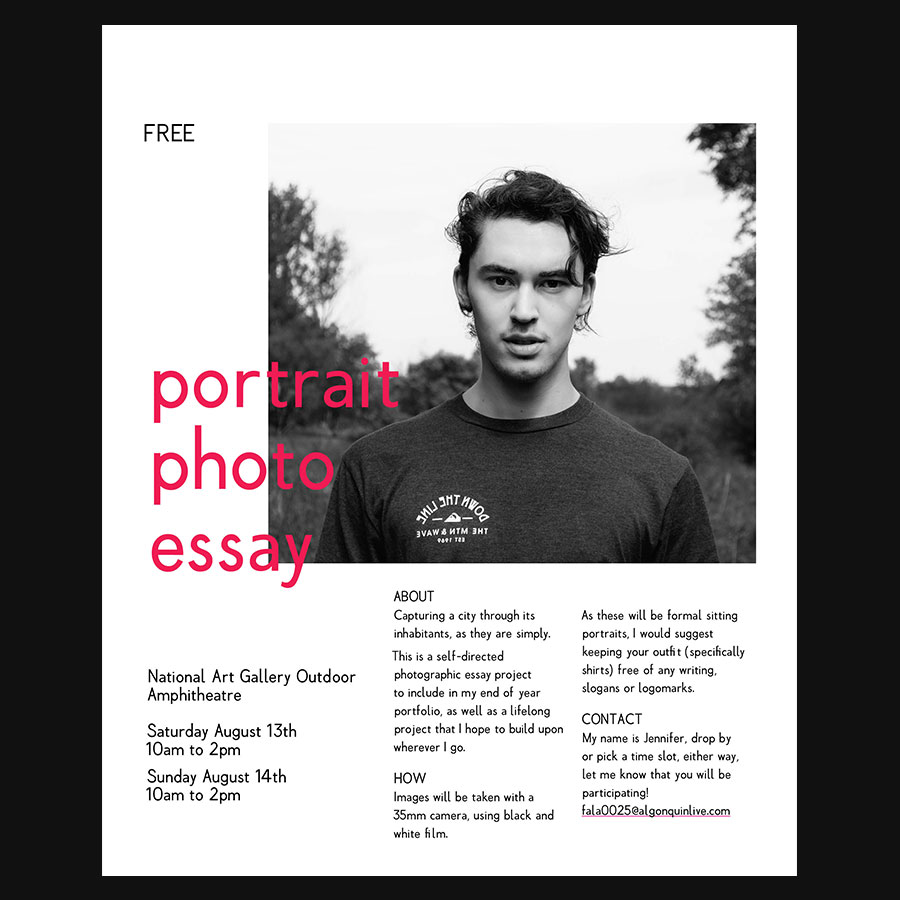 FREE
portrait
photo
essay
DOWN THE LINE
THE MTN & WAVE
EST 1969
National Art Gallery Outdoor
Amphitheatre
Saturday August 13th
10am to 2pm
Sunday August 14th
10am to 2pm
ABOUT
Capturing a city through its
inhabitants, as they are simply.
This is a self-directed
photographic essay project
to include in my end of year
portfolio, as well as a lifelong
project that I hope to build upon
wherever I go.
HOW
Images will be taken with a
35mm camera, using black and
white film.
As these will be formal sitting
portraits, I would suggest
keeping your outfit (specifically
shirts) free of any writing,
slogans or logomarks.
CONTACT
My name is Jennifer, drop by
or pick a time slot, either way,
let me know that you will be
participating!
fala0025@algonquinlive.com